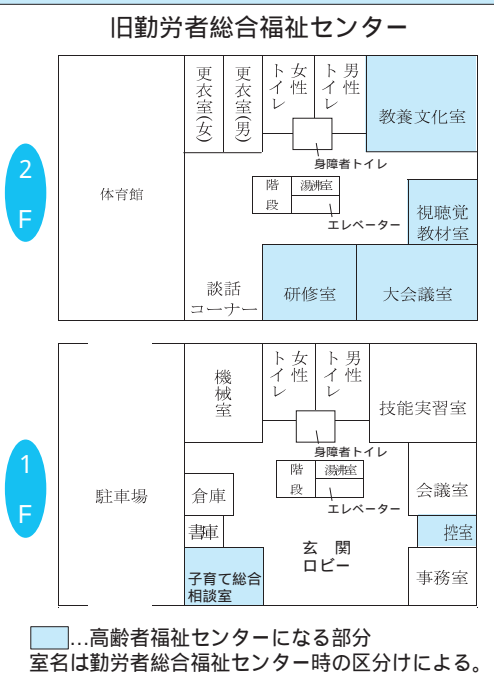 旧勤労者総合福祉センター
2F
体育館
更衣室(女)
更衣室(男)
女性
トイレ
男性
トイレ
教養文化室
身障者トイレ
階段
湯沸室
エレベーター
視聴覚
教材室
談話
コーナー
研修室
大会議室
1F
駐車場
機械室
女性
トイレ
男性
トイレ
技能実習室
身障者トイレ
階段
湯沸室
エレベーター
倉庫
書庫
会議室
控室
玄関
ロビー
事務室
子育て総合
相談室
…高齢者福祉センターになる部分
室名は勤労者総合福祉センター時の区分けによる。